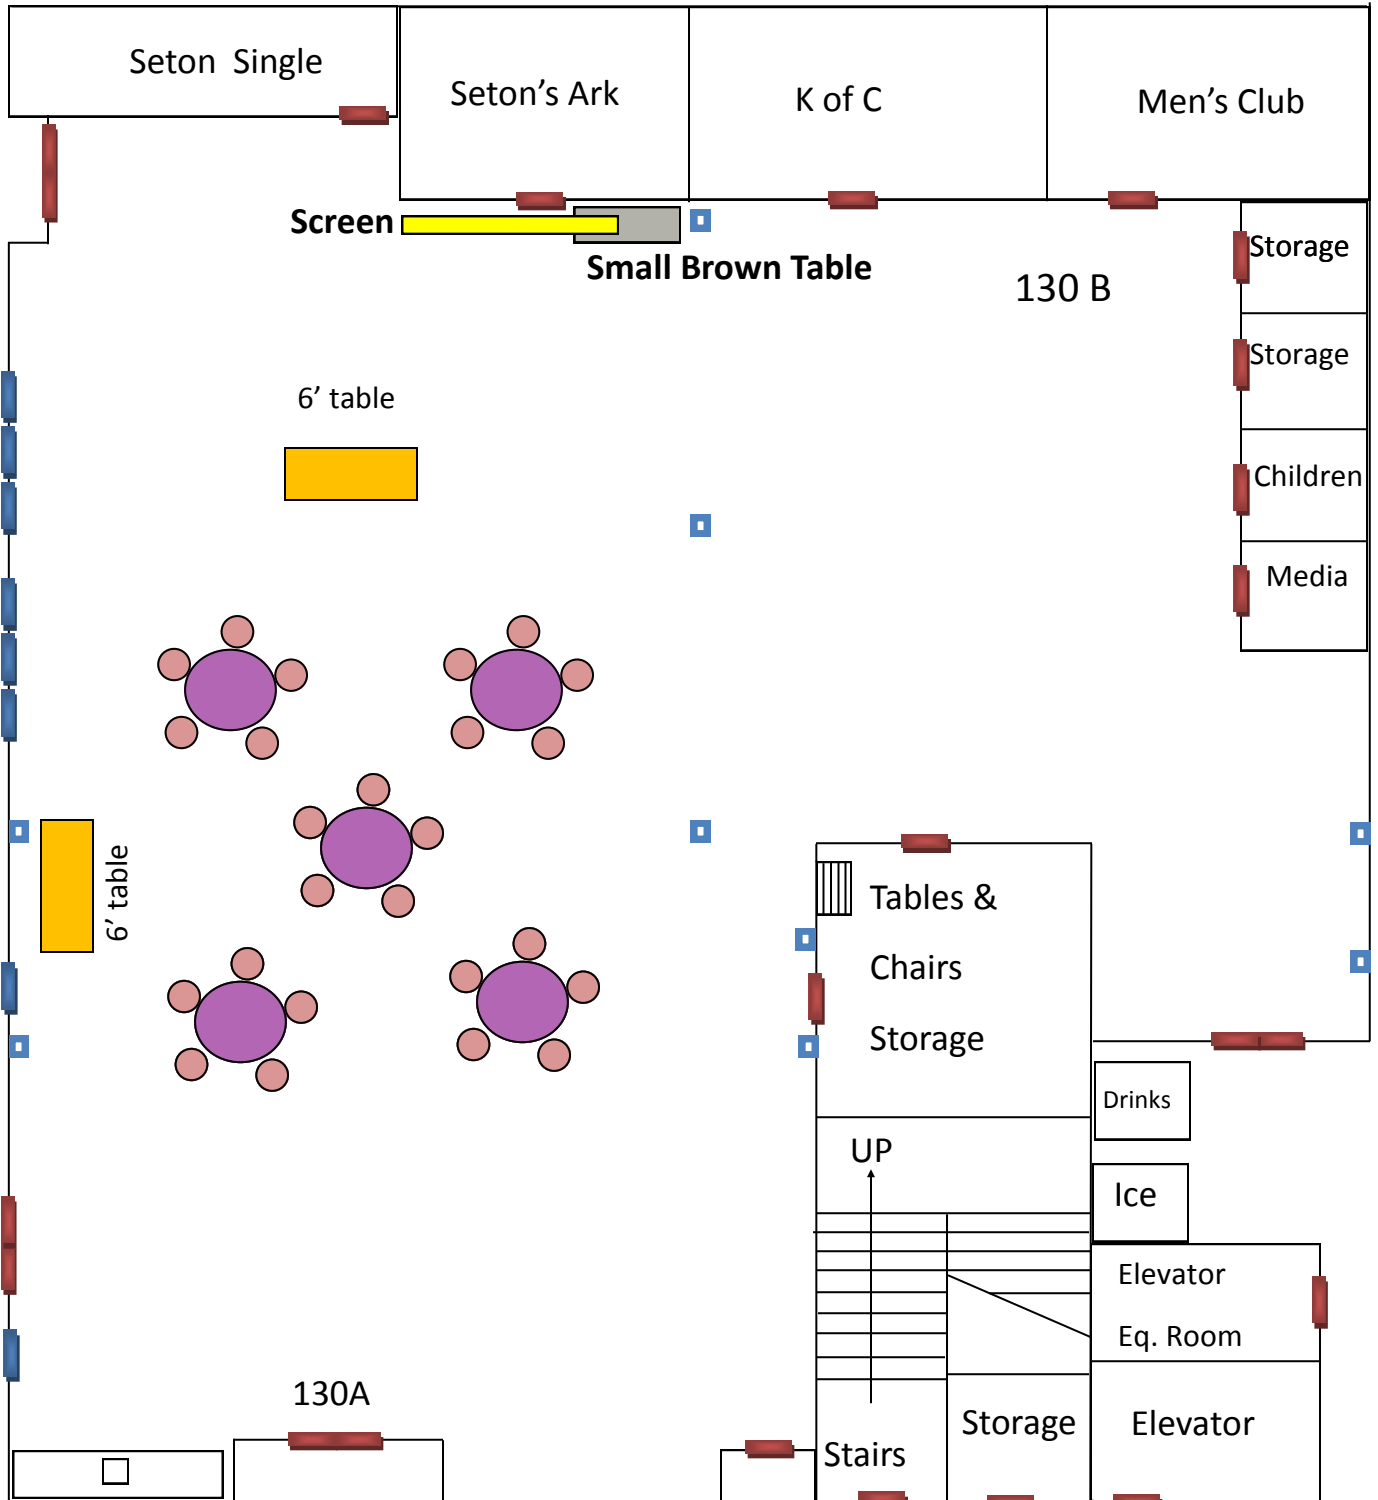 Seton  Single
Seton’s Ark
K of C
Men’s Club
Screen
Small Brown Table
130 B
Storage
Storage
Children
Media
6’ table
6’ table
Tables &
Chairs
Storage
Drinks
UP
Ice
Elevator
Eq. Room
130A
Stairs
Storage
Elevator